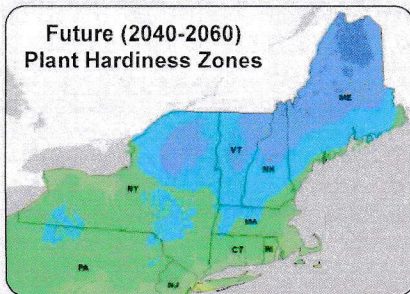 Future (2040-2060)
Plant Hardiness Zones
ME
VT
NH
NY
MA
CT
RI
PA
NJ